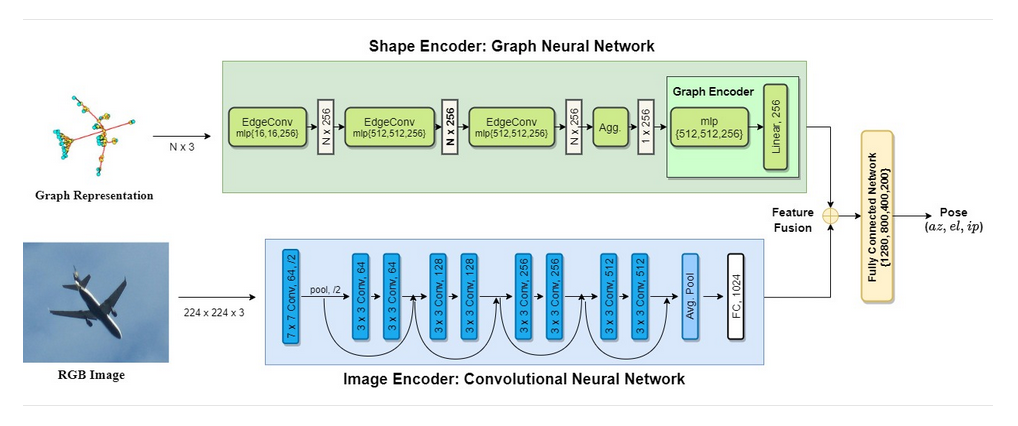 Shape Encoder: Graph Neural Network
Graph Representation
N x 3
EdgeConv
mlp{16,16,256}
N x 256
EdgeConv
mlp{512,512,256}
N x 256
EdgeConv
mlp{512,512,256}
N x,256
Agg.
1 x 256
Graph Encoder
mlp
{512,512,256}
Linear, 256
Feature
Fusion
Fully Connected Network
{1280, 800,400,200}
Pose
(az, el, ip)
RGB Image
224 x 224 x 3
7 x 7 Conv, 64, /2
pool, /2
3 x 3 Conv, 64
3 x 3 Conv, 64
3 x 3 Conv, 128
3 x 3 Conv, 128
3 x 3 Conv, 256
3 x 3 Conv, 256
3 x 3 Conv, 512
3 x 3 Conv, 512
Avg. Pool
FC, 1024
Image Encoder: Convolutional Neural Network